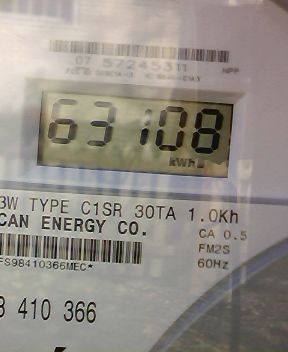 07 57245311
63108
kWh
3W TYPE C1SR 30TA 1.0Kh
CAN ENERGY CO.
CA 0.5
FM2S
60Hz
FS98410366MEC*
8 410 366